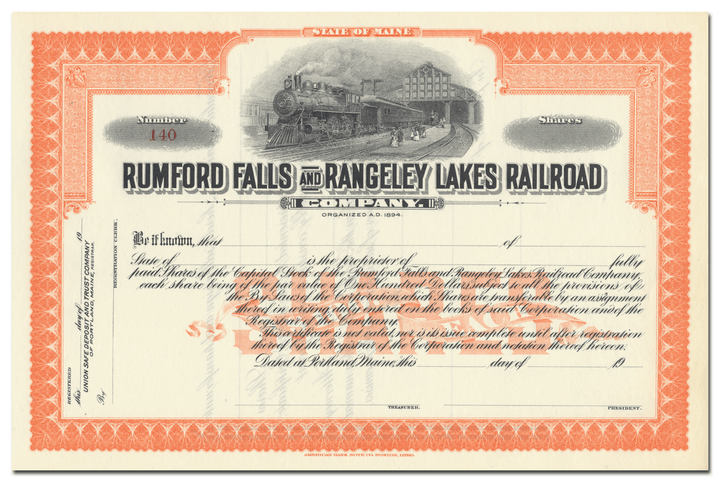 STATE OF MAINE
Number
140
Shares
RUMFORD FALLS AND RANGELEY LAKES RAILROAD
COMPANY.
ORGANIZED A.D. 1894.
Be it known, that of
State of is the proprietor of fully
paid Shares of the Capital Stock of the Rumford Falls and Rangeley Lakes Railroad Company,
each share being of the par value of One Hundred Dollars subject to all the provisions of
the By Laws of the Corporation, which Shares are transferable by an assignment
thereof in writing, duly entered on the books of said Corporation and of the
Registrar of the Company.
This certificate is not valid, nor is its issue complete until after registration
thereof by the Registrar of the Corporation and notation thereof hereon.
Dated at Portland, Maine, this day of 19
TREASURER. PRESIDENT.
REGISTERED
this day of 19
UNION SAFE DEPOSIT AND TRUST COMPANY
OF PORTLAND, MAINE, REGISTRAR.
By
REGISTRATION CLERK.